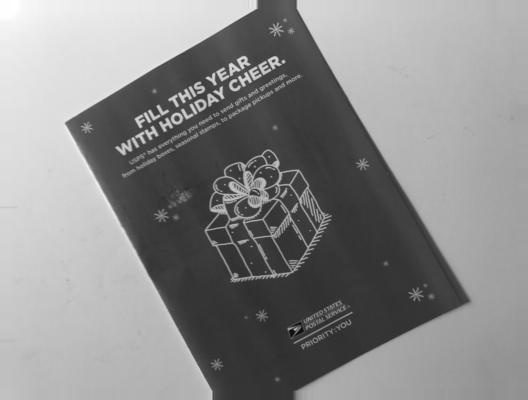 FILL THIS YEAR
WITH HOLIDAY CHEER.
USPS® has everything you need to send gifts and greetings,
from holiday boxes, seasonal stamps, to package pickups and more.
UNITED STATES
POSTAL SERVICE®
PRIORITY:YOU